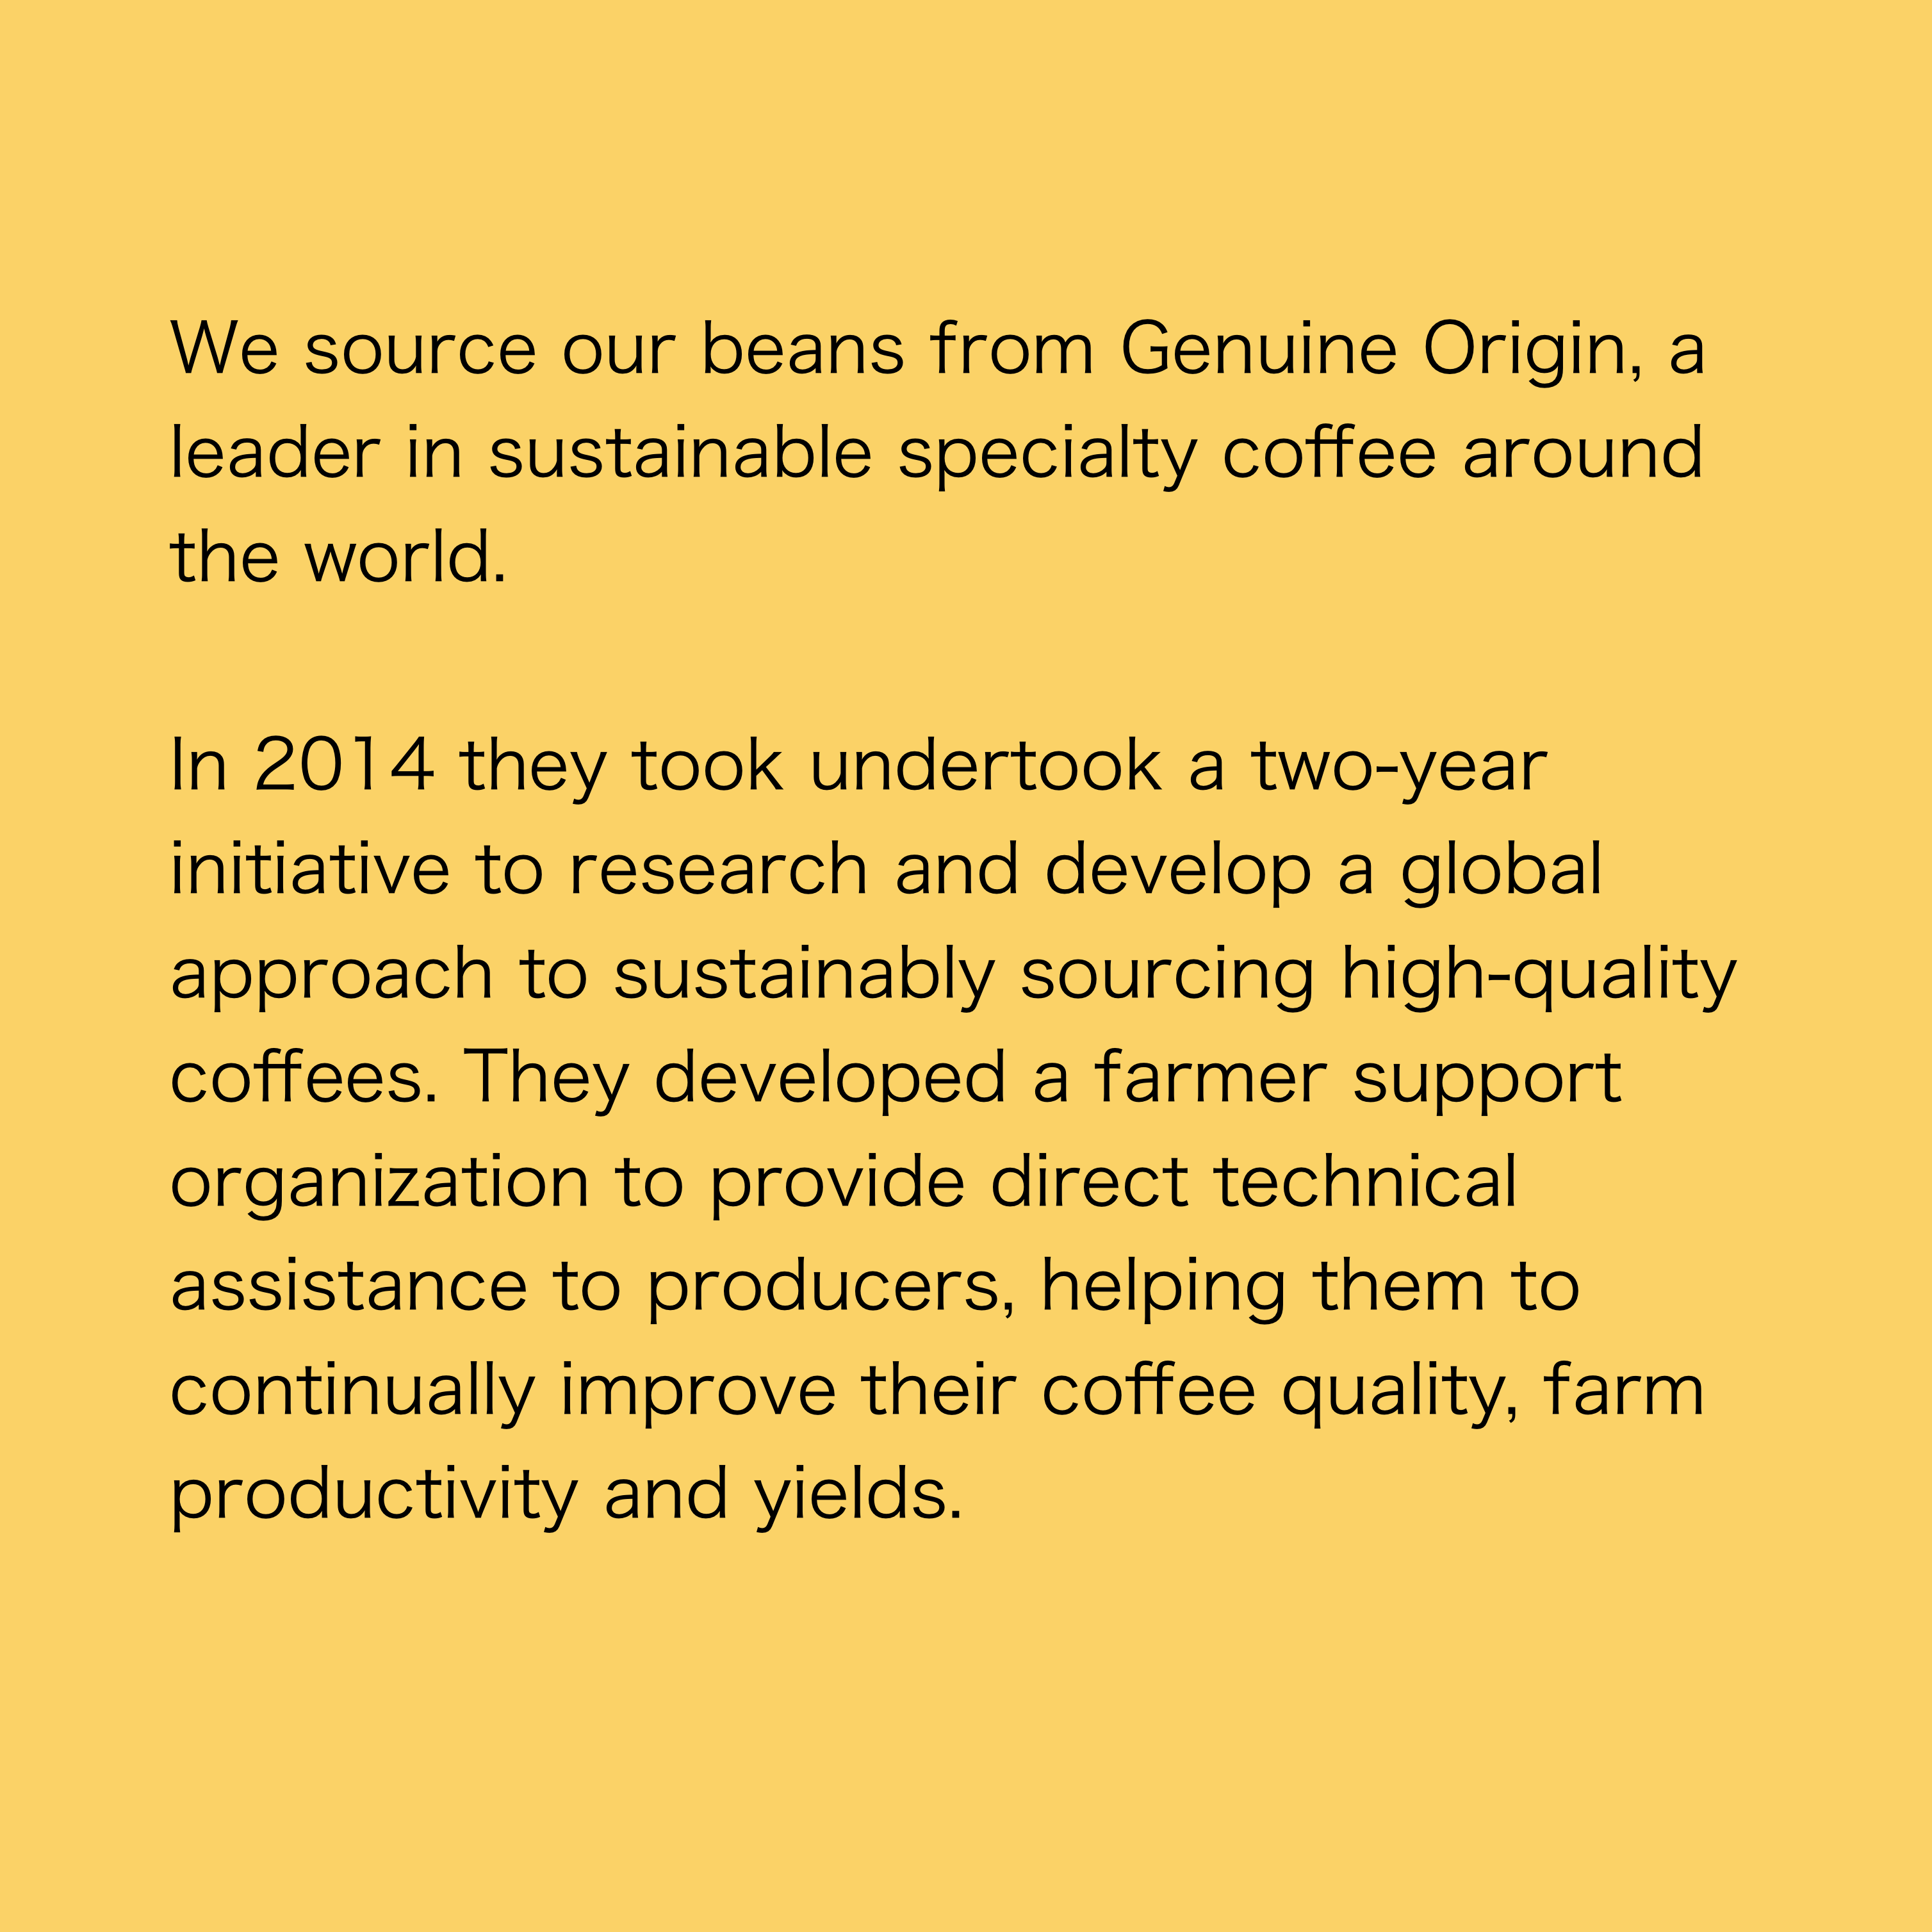 We source our beans from Genuine Origin, a
leader in sustainable specialty coffee around
the world.
In 2014 they took undertook a two-year
initiative to research and develop a global
approach to sustainably sourcing high-quality
coffees. They developed a farmer support
organization to provide direct technical
assistance to producers, helping them to
continually improve their coffee quality, farm
productivity and yields.